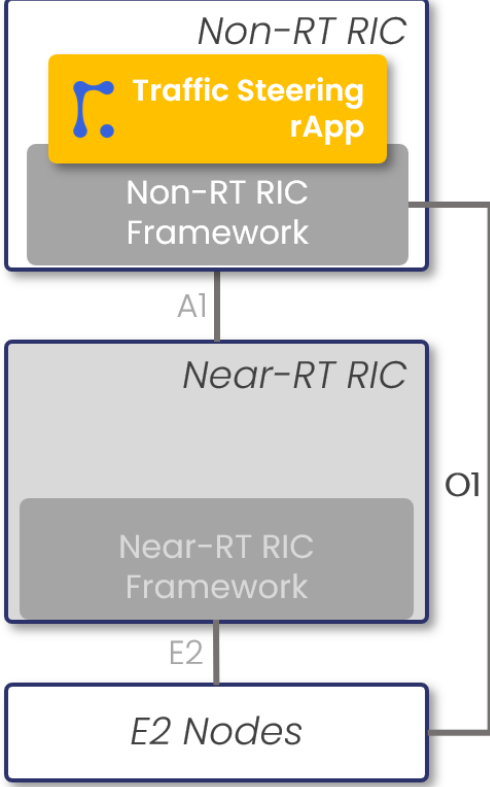 Non-RT RIC
Traffic Steering
rApp
Non-RT RIC
Framework
A1
Near-RT RIC
O1
Near-RT RIC
Framework
E2
E2 Nodes